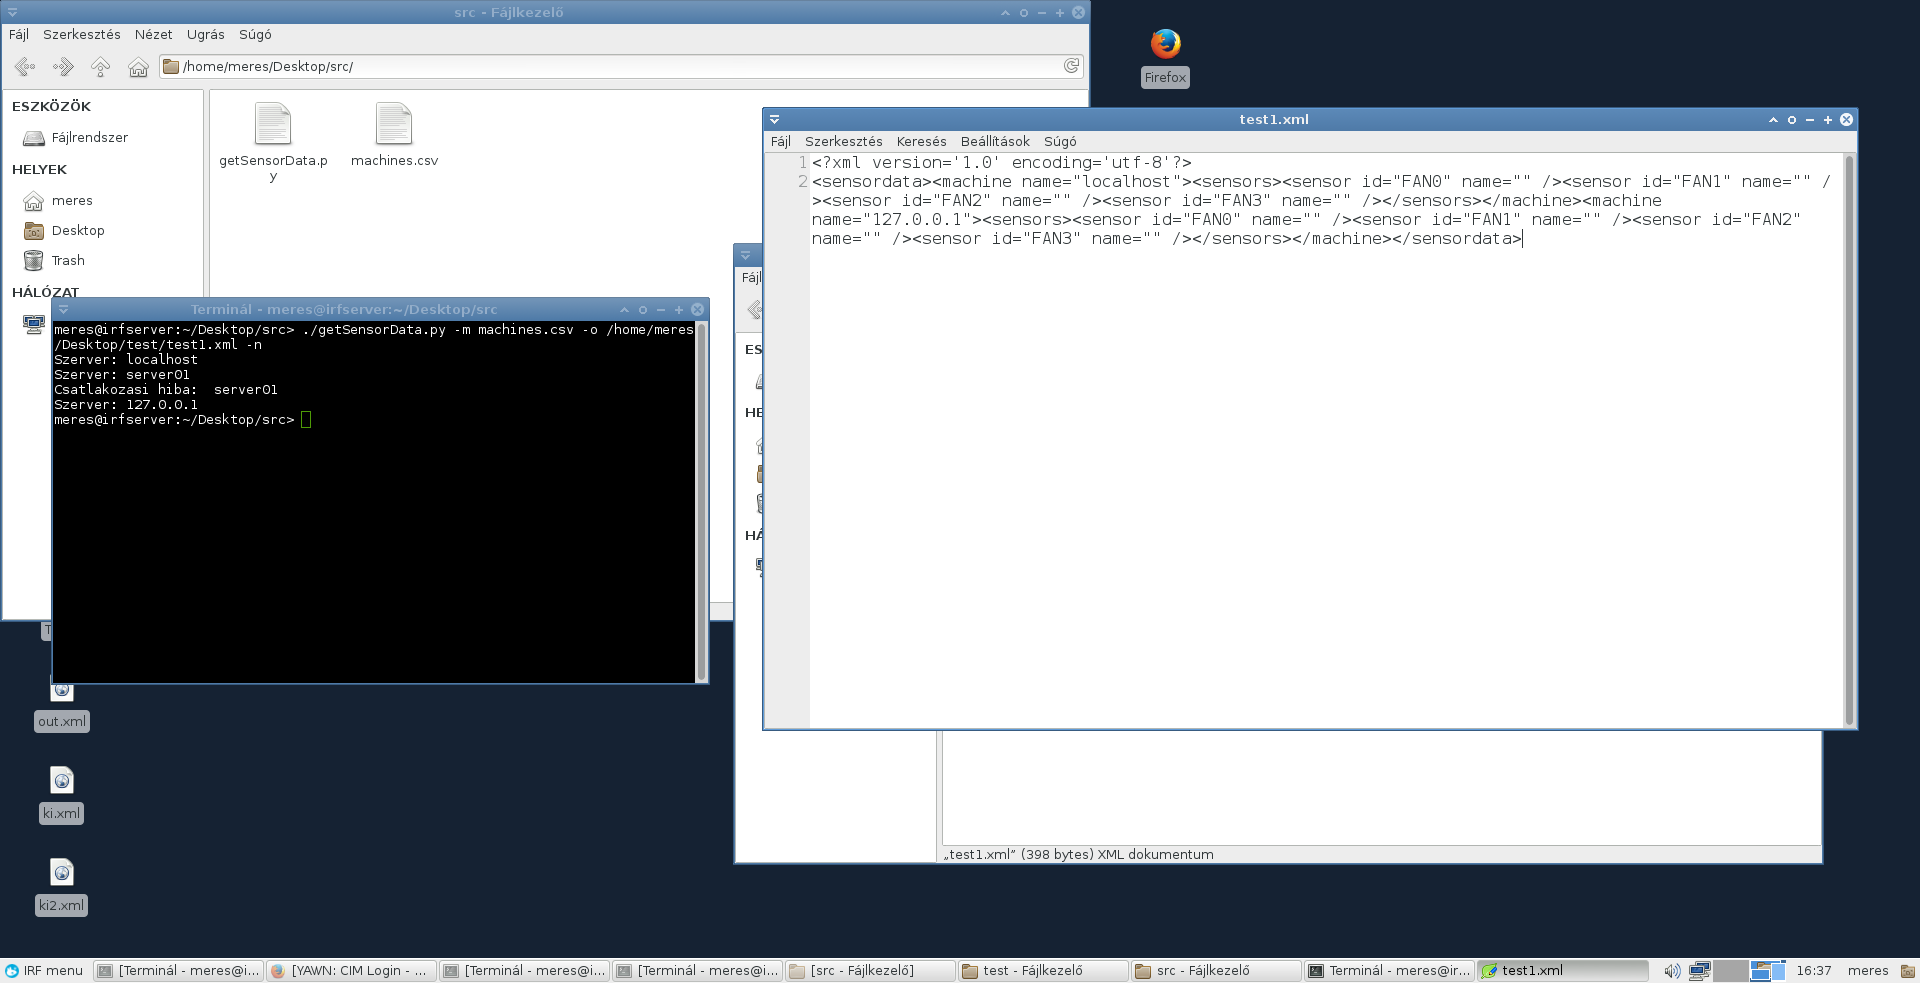 src - Fájlkezelő
Fájl Szerkesztés Nézet Ugrás Súgó
/home/meres/Desktop/src/
ESZKÖZÖK
Fájlrendszer
HELYEK
meres
Desktop
Trash
HÁLÓZAT
getSensorData.p
y
machines.csv
Firefox
Terminál - meres@irfserver:~/Desktop/src
meres@irfserver:~/Desktop/src> ./getSensorData.py -m machines.csv -o /home/meres
/Desktop/test/test1.xml -n
Szerver: localhost
Szerver: server01
Csatlakozasi hiba:  server01
Szerver: 127.0.0.1
meres@irfserver:~/Desktop/src>
test1.xml
Fájl Szerkesztés Keresés Beállítások Súgó
1 <?xml version='1.0' encoding='utf-8'?>
2 <sensordata><machine name="localhost"><sensors><sensor id="FAN0" name="" /><sensor id="FAN1" name="" /
><sensor id="FAN2" name="" /><sensor id="FAN3" name="" /></sensors></machine><machine
name="127.0.0.1"><sensors><sensor id="FAN0" name="" /><sensor id="FAN1" name="" /><sensor id="FAN2"
name="" /><sensor id="FAN3" name="" /></sensors></machine></sensordata>
Fájl
ES
HE
HÁ
„test1.xml” (398 bytes) XML dokumentum
out.xml
ki.xml
ki2.xml
IRF menu [Terminál - meres@i... [YAWN: CIM Login - ... [Terminál - meres@i... [Terminál - meres@i... [src - Fájlkezelő] test - Fájlkezelő src - Fájlkezelő Terminál - meres@ir... test1.xml 16:37 meres